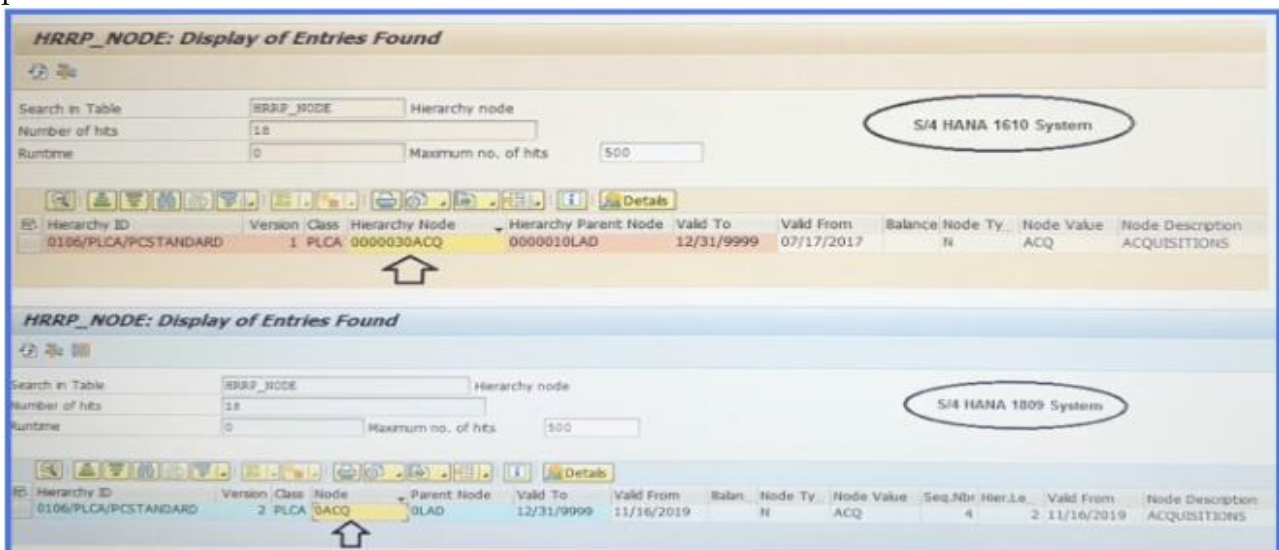 HRRP_NODE: Display of Entries Found
Search in Table HRRP_NODE Hierarchy node
Number of hits 18
Runtime 0 Maximum no. of hits 500
S/4 HANA 1610 System
Details
Hierarchy ID Version Class Hierarchy Node Hierarchy Parent Node Valid To Valid From Balance Node Ty.. Node Value Node Description
0106/PLCA/PCSTANDARD 1 PLCA 0000030ACQ 0000010LAD 12/31/9999 07/17/2017 N ACQ ACQUISITIONS
HRRP_NODE: Display of Entries Found
Search in Table HRRP_NODE Hierarchy node
Number of hits 18
Runtime 0 Maximum no. of hits 500
S/4 HANA 1809 System
Details
Hierarchy ID Version Class Node Parent Node Valid To Valid From Balan.. Node Ty.. Node Value Seq.Nbr Hier.Le.. Valid From Node Description
0106/PLCA/PCSTANDARD 2 PLCA 0ACQ 0LAD 12/31/9999 11/16/2019 N ACQ 4 2 11/16/2019 ACQUISITIONS